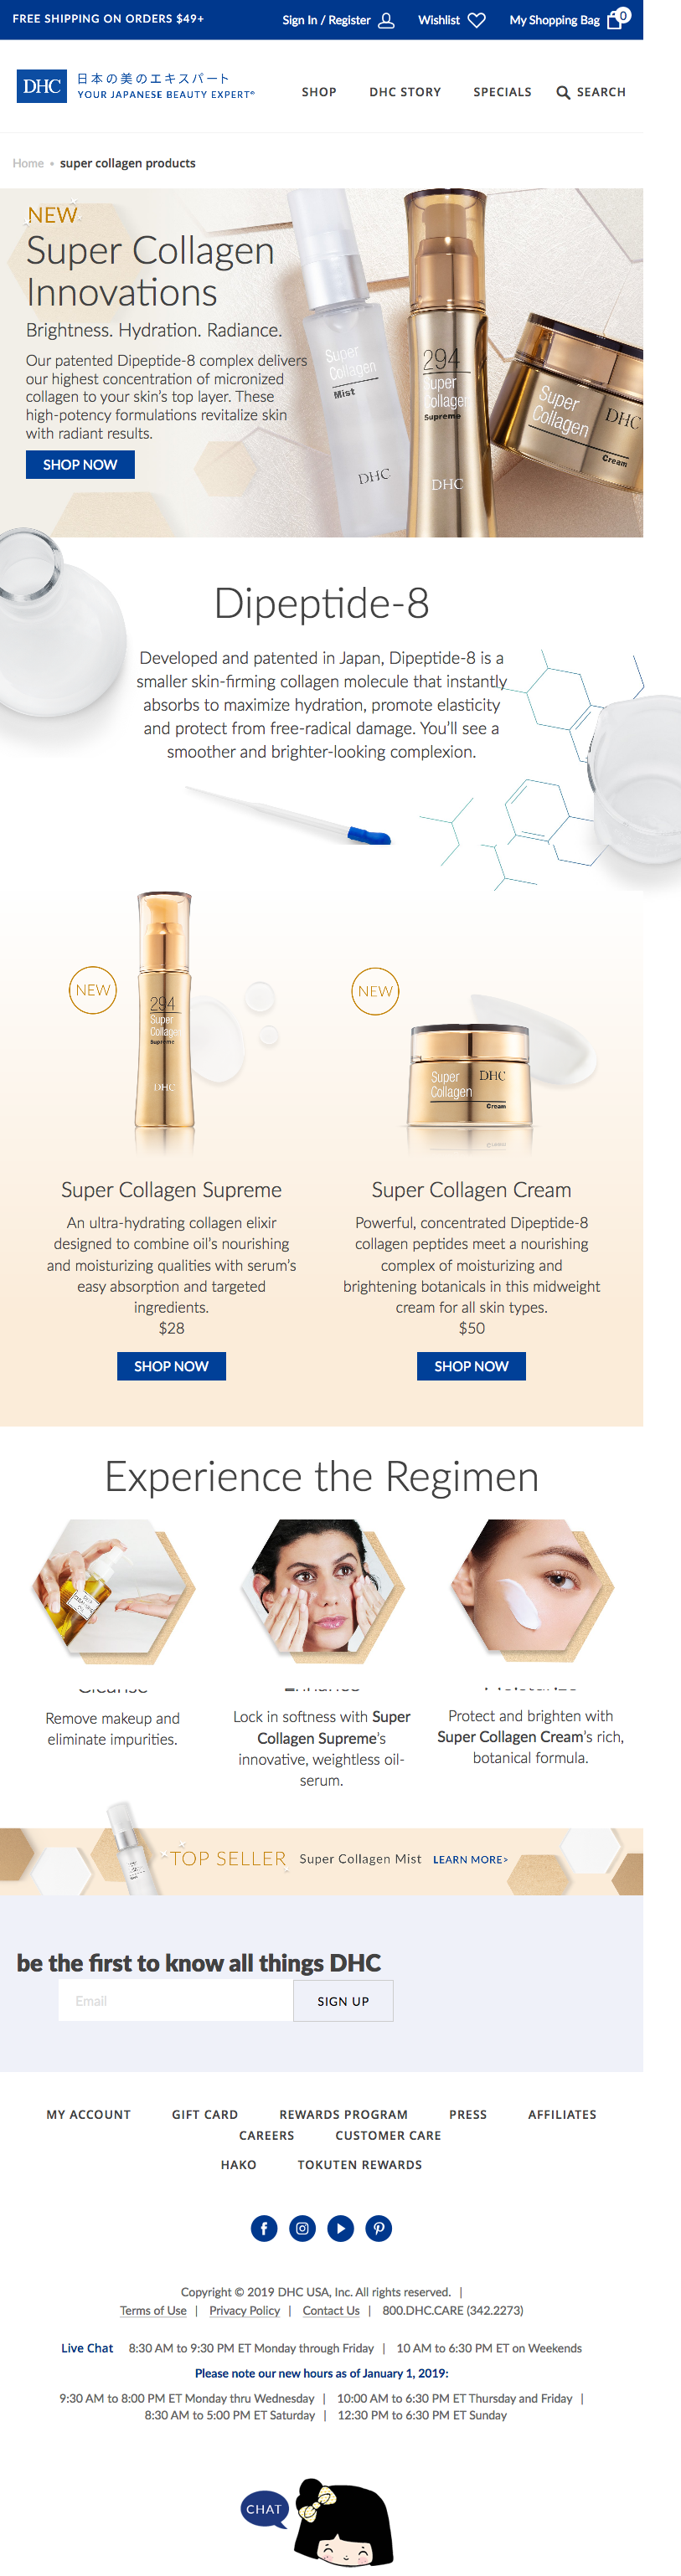 FREE SHIPPING ON ORDERS $49+
Sign In / Register
Wishlist
My Shopping Bag
0
DHC
日本の美のエキスパート
YOUR JAPANESE BEAUTY EXPERT®
SHOP
DHC STORY
SPECIALS
SEARCH
Home • super collagen products
NEW
Super Collagen
Innovations
Brightness. Hydration. Radiance.
Our patented Dipeptide-8 complex delivers
our highest concentration of micronized
collagen to your skin's top layer. These
high-potency formulations revitalize skin
with radiant results.
SHOP NOW
Super
Collagen
Mist
DHC
294
Super
Collagen
Supreme
DHC
Super
Collagen
DHC
Cream
Dipeptide-8
Developed and patented in Japan, Dipeptide-8 is a
smaller skin-firming collagen molecule that instantly
absorbs to maximize hydration, promote elasticity
and protect from free-radical damage. You'll see a
smoother and brighter-looking complexion.
NEW
294
Super
Collagen
Supreme
DHC
NEW
Super
Collagen
DHC
Cream
Super Collagen Supreme
An ultra-hydrating collagen elixir
designed to combine oil's nourishing
and moisturizing qualities with serum's
easy absorption and targeted
ingredients.
$28
SHOP NOW
Super Collagen Cream
Powerful, concentrated Dipeptide-8
collagen peptides meet a nourishing
complex of moisturizing and
brightening botanicals in this midweight
cream for all skin types.
$50
SHOP NOW
Experience the Regimen
Cleanse
Remove makeup and
eliminate impurities.
Enhance
Lock in softness with Super
Collagen Supreme's
innovative, weightless oil-
serum.
Moisturize
Protect and brighten with
Super Collagen Cream's rich,
botanical formula.
TOP SELLER
Super Collagen Mist
LEARN MORE>
be the first to know all things DHC
Email
SIGN UP
MY ACCOUNT
GIFT CARD
REWARDS PROGRAM
PRESS
AFFILIATES
CAREERS
CUSTOMER CARE
HAKO
TOKUTEN REWARDS
Copyright © 2019 DHC USA, Inc. All rights reserved. |
Terms of Use | Privacy Policy | Contact Us | 800.DHC.CARE (342.2273)
Live Chat 8:30 AM to 9:30 PM ET Monday through Friday | 10 AM to 6:30 PM ET on Weekends
Please note our new hours as of January 1, 2019:
9:30 AM to 8:00 PM ET Monday thru Wednesday | 10:00 AM to 6:30 PM ET Thursday and Friday |
8:30 AM to 5:00 PM ET Saturday | 12:30 PM to 6:30 PM ET Sunday
CHAT